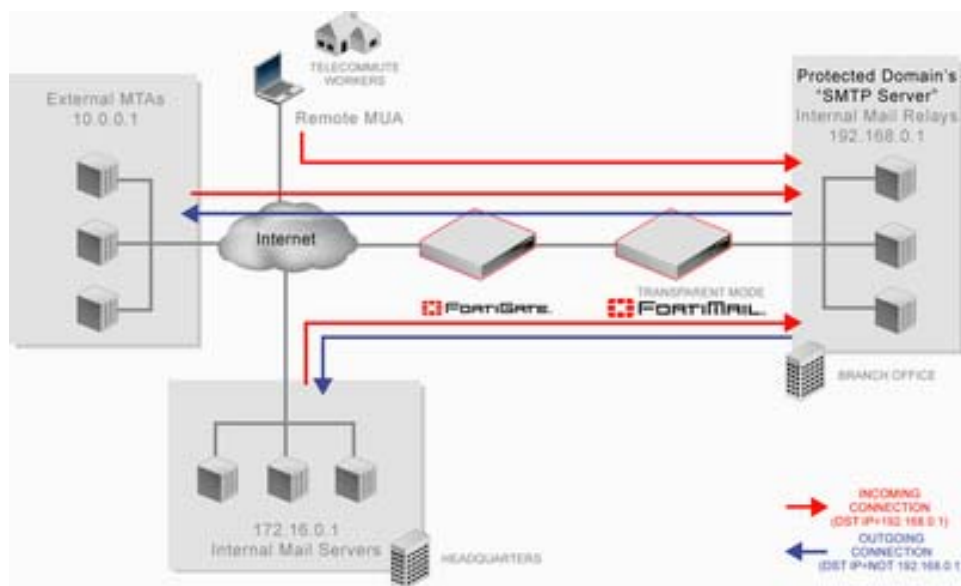 TELECOMMUTE
WORKERS
External MTAs
10.0.0.1
Remote MUA
Protected Domain's
"SMTP Server"
Internal Mail Relays
192.168.0.1
Internet
FORTIGATE
TRANSPARENT MODE
FORTIMAIL
BRANCH OFFICE
172.16.0.1
Internal Mail Servers
HEADQUARTERS
INCOMING
CONNECTION
(DST IP=192.168.0.1)
OUTGOING
CONNECTION
(DST IP=NOT 192.168.0.1